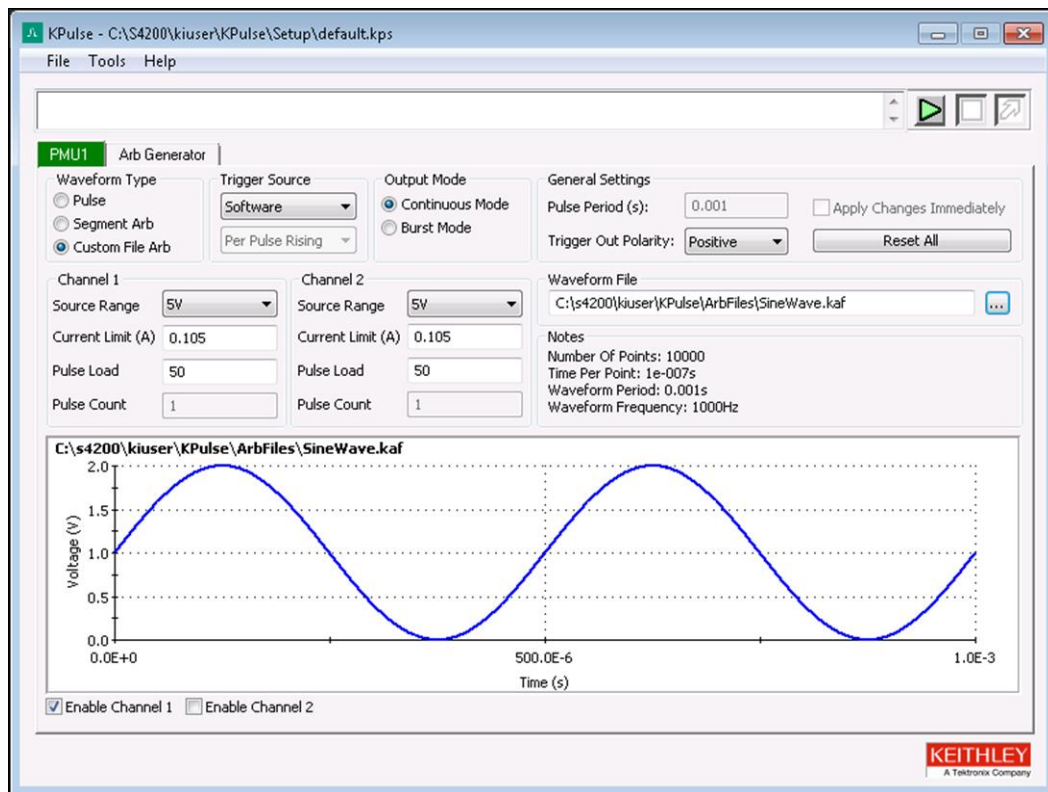 KPulse - C:\S4200\kiuser\KPulse\Setup\default.kps
File Tools Help
PMU1 Arb Generator
Waveform Type
Pulse
Segment Arb
Custom File Arb
Trigger Source
Software
Per Pulse Rising
Output Mode
Continuous Mode
Burst Mode
General Settings
Pulse Period (s): 0.001
Apply Changes Immediately
Trigger Out Polarity: Positive
Reset All
Channel 1
Source Range 5V
Current Limit (A) 0.105
Pulse Load 50
Pulse Count 1
Channel 2
Source Range 5V
Current Limit (A) 0.105
Pulse Load 50
Pulse Count 1
Waveform File
C:\s4200\kiuser\KPulse\ArbFiles\SineWave.kaf
...
Notes
Number Of Points: 10000
Time Per Point: 1e-007s
Waveform Period: 0.001s
Waveform Frequency: 1000Hz
C:\s4200\kiuser\KPulse\ArbFiles\SineWave.kaf
Voltage (V)
2.0
1.5
1.0
0.5
0.0
0.0E+0 500.0E-6 1.0E-3
Time (s)
Enable Channel 1 Enable Channel 2
KEITHLEY
A Tektronix Company